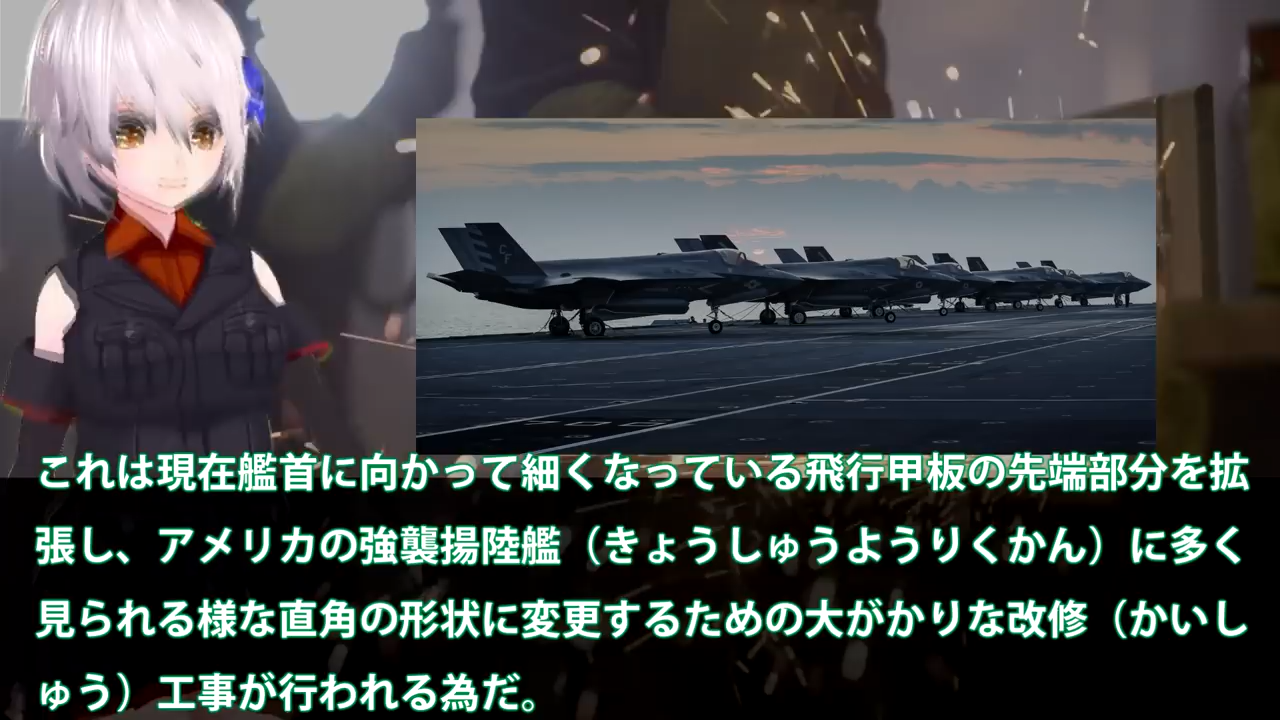 CF
これは現在艦首に向かって細くなっている飛行甲板の先端部分を拡
張し、アメリカの強襲揚陸艦（きょうしゅうようりくかん）に多く
見られる様な直角の形状に変更するための大がかりな改修（かいし
ゅう）工事が行われる為だ。